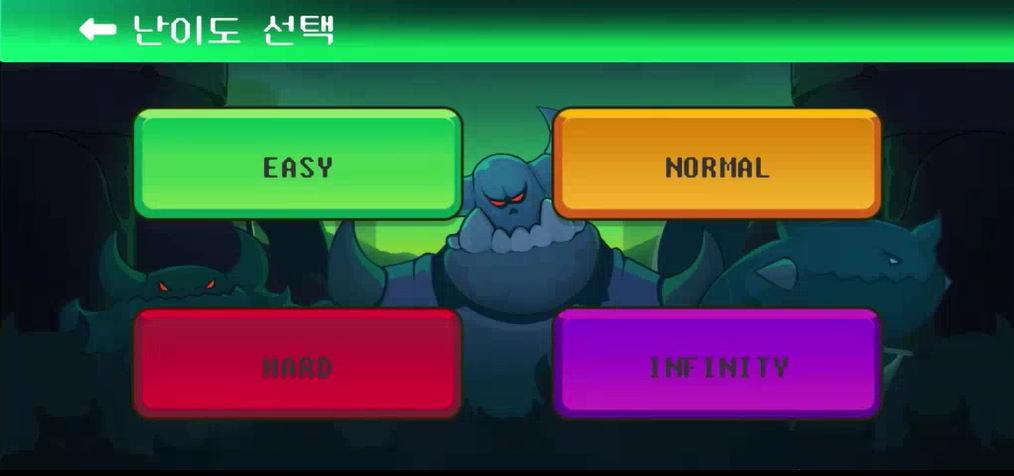 난이도 선택
EASY
NORMAL
HARD
INFINITY